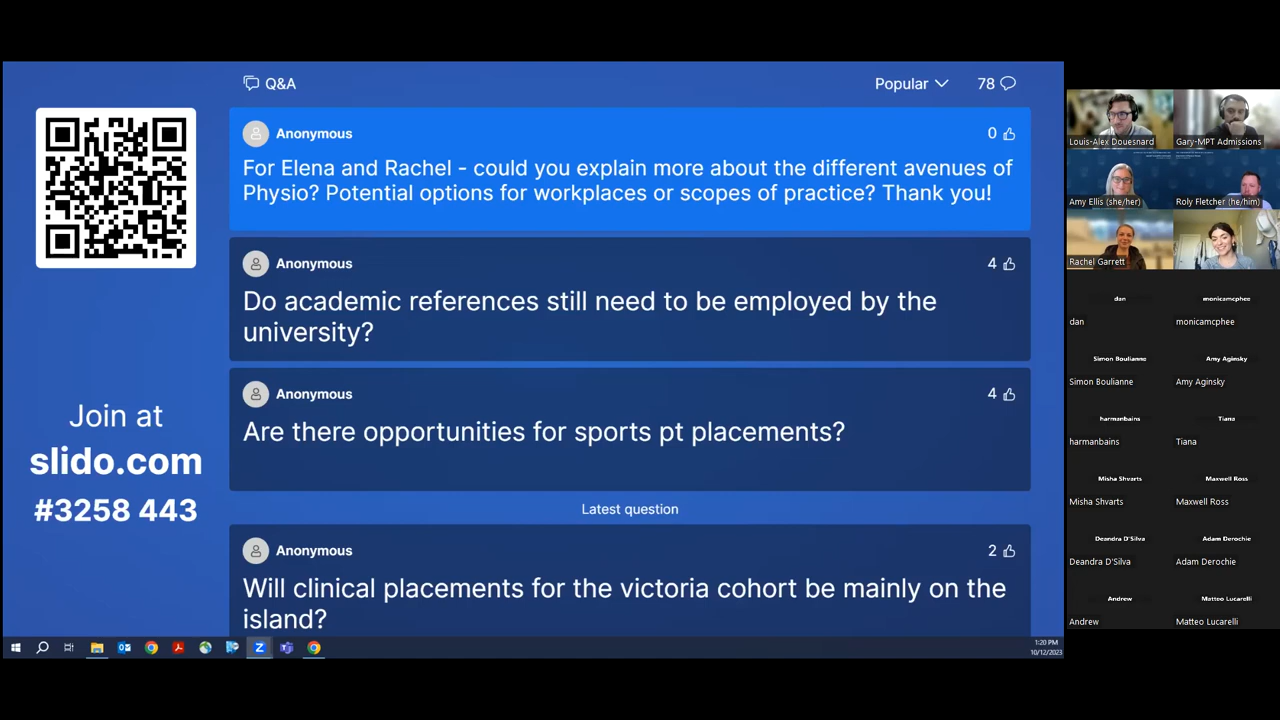 Q&A
Popular
78
Anonymous
0
For Elena and Rachel - could you explain more about the different avenues of
Physio? Potential options for workplaces or scopes of practice? Thank you!
Anonymous
4
Do academic references still need to be employed by the
university?
Anonymous
4
Are there opportunities for sports pt placements?
Latest question
Anonymous
2
Will clinical placements for the victoria cohort be mainly on the
island?
Join at
slido.com
#3258 443
1:20 PM
10/12/2023
Louis-Alex Douesnard
Gary-MPT Admissions
Amy Ellis (she/her)
Roly Fletcher (he/him)
Rachel Garrett
dan
monicamcphee
dan
monicamcphee
Simon Boulianne
Amy Aginsky
Simon Boulianne
Amy Aginsky
harmanbains
Tiana
harmanbains
Tiana
Misha Shvarts
Maxwell Ross
Misha Shvarts
Maxwell Ross
Deandra D'Silva
Adam Derochie
Deandra D'Silva
Adam Derochie
Andrew
Matteo Lucarelli
Andrew
Matteo Lucarelli